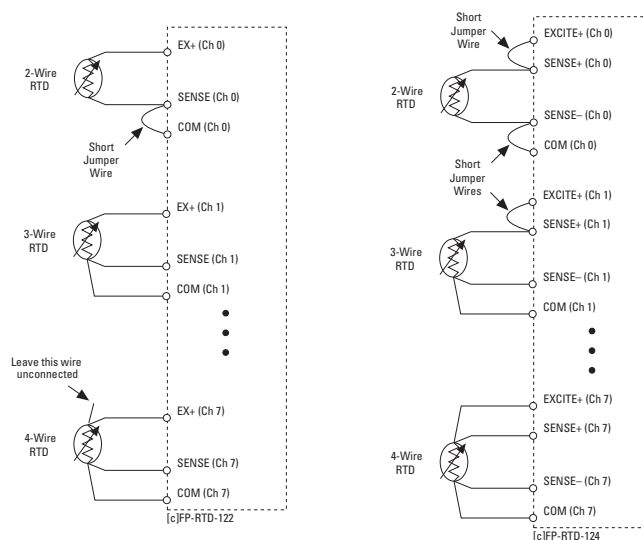 EX+ (Ch 0)
2-Wire
RTD
SENSE (Ch 0)
COM (Ch 0)
Short
Jumper
Wire
EX+ (Ch 1)
3-Wire
RTD
SENSE (Ch 1)
COM (Ch 1)
Leave this wire
unconnected
EX+ (Ch 7)
4-Wire
RTD
SENSE (Ch 7)
COM (Ch 7)
[c]FP-RTD-122
Short
Jumper
Wire
EXCITE+ (Ch 0)
SENSE+ (Ch 0)
2-Wire
RTD
SENSE– (Ch 0)
COM (Ch 0)
Short
Jumper
Wires
EXCITE+ (Ch 1)
SENSE+ (Ch 1)
3-Wire
RTD
SENSE– (Ch 1)
COM (Ch 1)
EXCITE+ (Ch 7)
SENSE+ (Ch 7)
4-Wire
RTD
SENSE– (Ch 7)
COM (Ch 7)
[c]FP-RTD-124